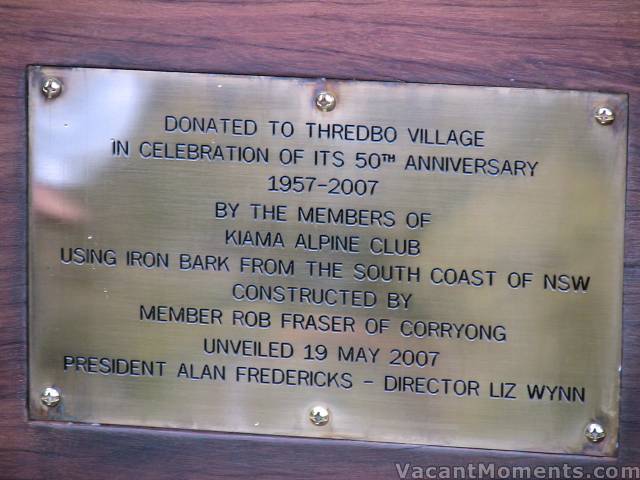 DONATED TO THREDBO VILLAGE
IN CELEBRATION OF ITS 50TH ANNIVERSARY
1957-2007
BY THE MEMBERS OF
KIAMA ALPINE CLUB
USING IRON BARK FROM THE SOUTH COAST OF NSW
CONSTRUCTED BY
MEMBER ROB FRASER OF CORRYONG
UNVEILED 19 MAY 2007
PRESIDENT ALAN FREDERICKS - DIRECTOR LIZ WYNN
VacantMoments.com